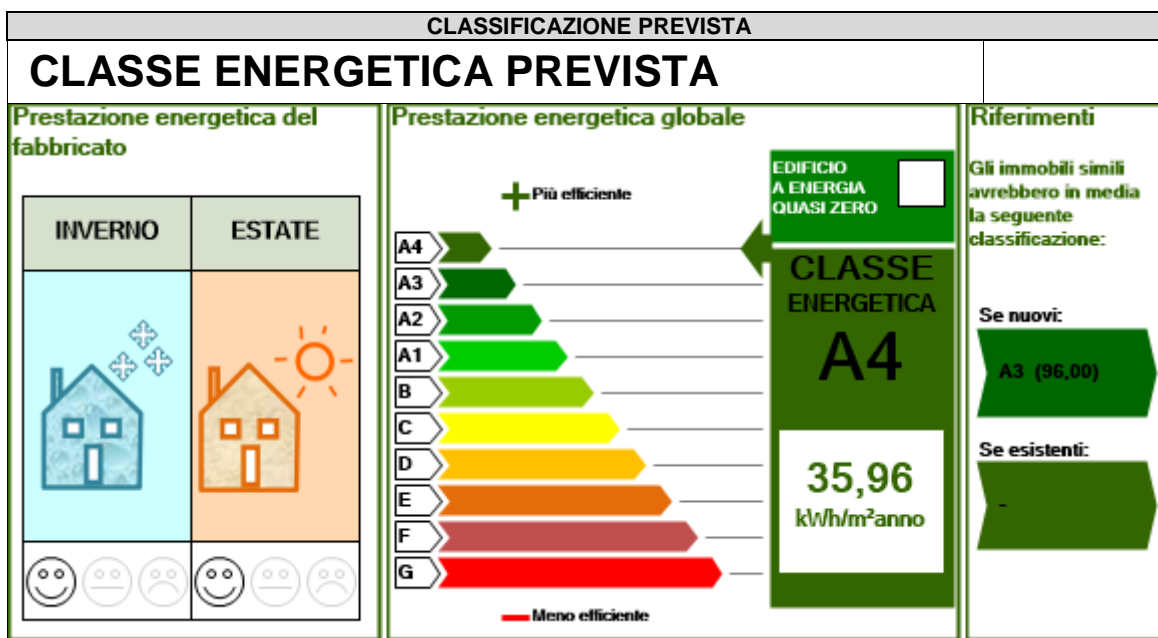 CLASSIFICAZIONE PREVISTA
CLASSE ENERGETICA PREVISTA
Prestazione energetica del
fabbricato
INVERNO
ESTATE
Prestazione energetica globale
Più efficiente
A4
A3
A2
A1
B
C
D
E
F
G
Meno efficiente
EDIFICIO
A ENERGIA
QUASI ZERO
CLASSE
ENERGETICA
A4
35,96
kWh/m²anno
Riferimenti
Gli immobili simili
avrebbero in media
la seguente
classificazione:
Se nuovi:
A3 (96,00)
Se esistenti:
-